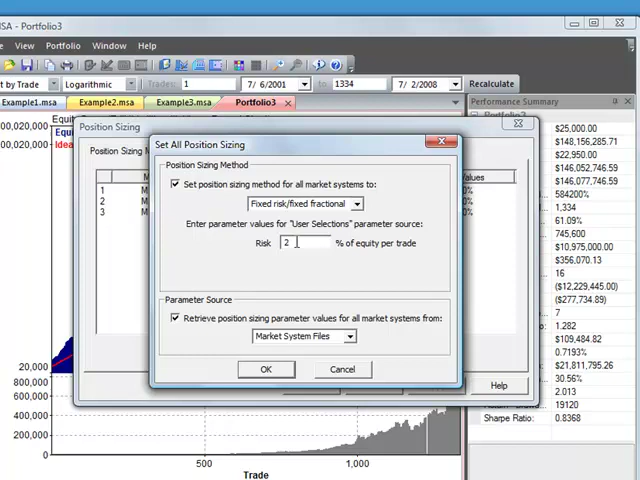 SA - Portfolio3
View Portfolio Window Help
t by Trade Logarithmic Trades: 1 7/ 6/2001 to 1334 7/ 2/2008 Recalculate
Example1.msa Example2.msa Example3.msa Portfolio3
Performance Summary
Position Sizing
Set All Position Sizing
Position Sizing Method
Set position sizing method for all market systems to:
Fixed risk/fixed fractional
Enter parameter values for "User Selections" parameter source:
Risk 2 % of equity per trade
Parameter Source
Retrieve position sizing parameter values for all market systems from:
Market System Files
OK Cancel
Help
1
2
3
00,020,000
00,020,000
20,000
800,000
600,000
400,000
200,000
0
500 1,000
Trade
$25,000.00
$148,156,285.71
$22,950.00
$146,052,746.59
$146,077,746.59
1,334
61.09%
745,600
$10,975,000.00
$356,070.13
16
($12,229,445.00)
($277,734.89)
7
1.282
$109,484.82
0.7193%
$21,811,795.26
30.56%
2.013
19120
Sharpe Ratio: 0.8368